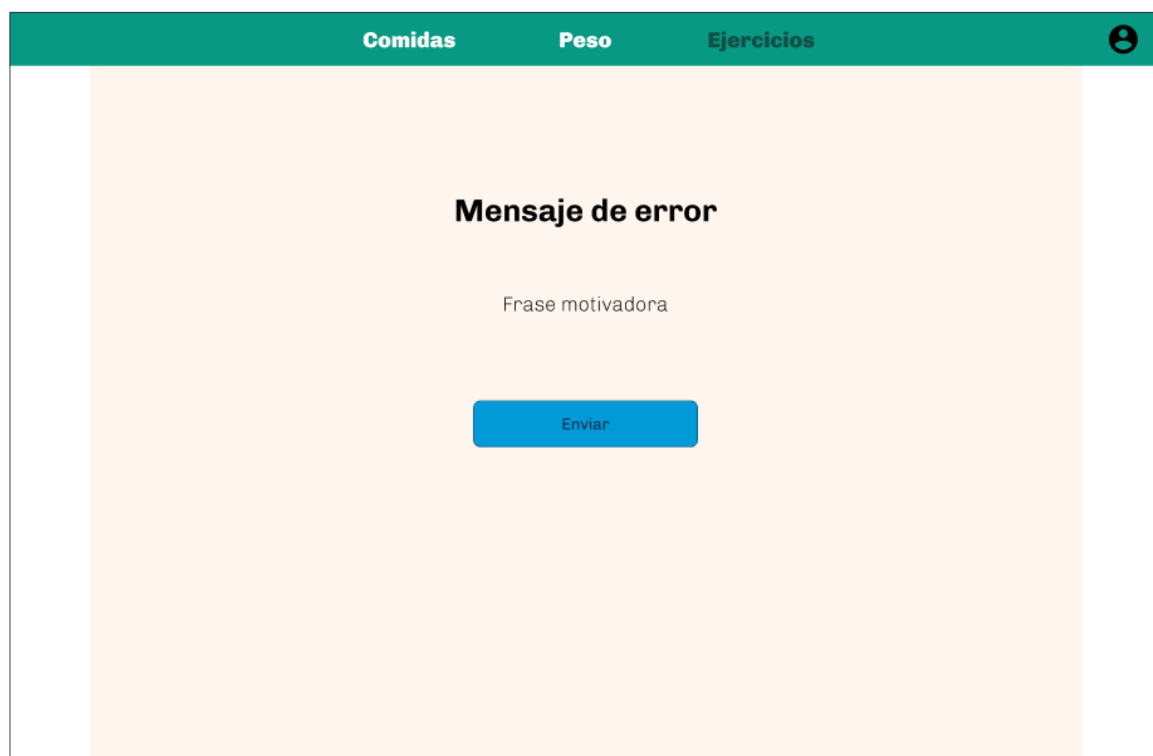 Comidas Peso Ejercicios
Mensaje de error
Frase motivadora
Enviar